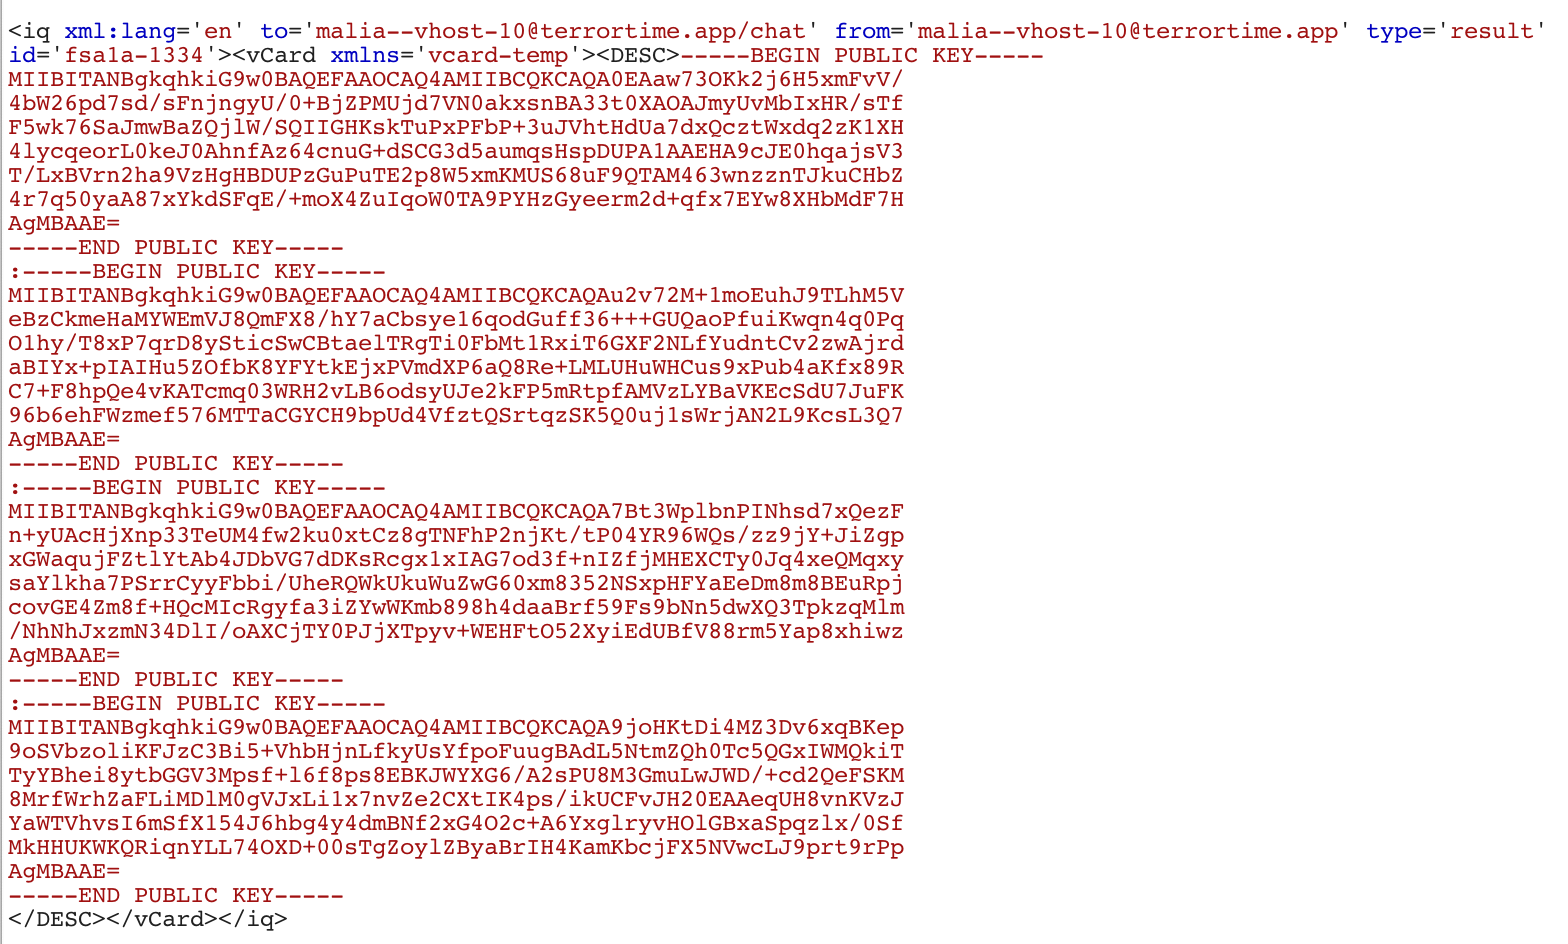 <iq xml:lang='en' to='malia--vhost-10@terrortime.app/chat' from='malia--vhost-10@terrortime.app' type='result'
id='fsa1a-1334'><vCard xmlns='vcard-temp'><DESC>-----BEGIN PUBLIC KEY-----
MIIBITANBgkqhkiG9w0BAQEFAAOCAQ4AMIIBCQKCAQA0EAaw73OKk2j6H5xmFvV/
4bW26pd7sd/sFnjngyU/0+BjZPMUjd7VN0akxsnBA33t0XAOAJmyUvMbIxHR/sTf
F5wk76SaJmwBaZQjlW/SQIIGHKskTuPxPFbP+3uJVhtHdUa7dxQcztWxdq2zK1XH
4lycqeorL0keJ0AhnfAz64cnuG+dSCG3d5aumqsHspDUPA1AAEHA9cJE0hqajsV3
T/LxBVrn2ha9VzHgHBDUPzGuPuTE2p8W5xmKMUS68uF9QTAM463wnzznTJkuCHbZ
4r7q50yaA87xYkdSFqE/+moX4ZuIqoW0TA9PYHzGyeerm2d+qfx7EYw8XHbMdF7H
AgMBAAE=
-----END PUBLIC KEY-----
:-----BEGIN PUBLIC KEY-----
MIIBITANBgkqhkiG9w0BAQEFAAOCAQ4AMIIBCQKCAQAu2v72M+1moEuhJ9TLhM5V
eBzCkmeHaMYWEmVJ8QmFX8/hY7aCbsye16qodGuff36+++GUQaoPfuiKwqn4q0Pq
O1hy/T8xP7qrD8ySticSwCBtaelTRgTi0FbMt1RxiT6GXF2NLfYudntCv2zwAjrd
aBIYx+pIAIHu5ZOfbK8YFYtkEjxPVmdXP6aQ8Re+LMLUHuWHCus9xPub4aKfx89R
C7+F8hpQe4vKATcmq03WRH2vLB6odsyUJe2kFP5mRtpfAMVzLYBaVKEcSdU7JuFK
96b6ehFWzmef576MTTaCGYCH9bpUd4VfztQSrtqzSK5Q0uj1sWrjAN2L9KcsL3Q7
AgMBAAE=
-----END PUBLIC KEY-----
:-----BEGIN PUBLIC KEY-----
MIIBITANBgkqhkiG9w0BAQEFAAOCAQ4AMIIBCQKCAQA7Bt3WplbnPINhsd7xQezF
n+yUAcHjXnp33TeUM4fw2ku0xtCz8gTNFhP2njKt/tP04YR96WQs/zz9jY+JiZgp
xGWaqujFZtlYtAb4JDbVG7dDKsRcgx1xIAG7od3f+nIZfjMHEXCTy0Jq4xeQMqxy
saYlkha7PSrrCyyFbbi/UheRQWkUkuWuZwG60xm8352NSxpHFYaEeDm8m8BEuRpj
covGE4Zm8f+HQcMIcRgyfa3iZYwWKmb898h4daaBrf59Fs9bNn5dwXQ3TpkzqMlm
/NhNhJxzmN34DlI/oAXCjTY0PJjXTpyv+WEHFtO52XyiEdUBfV88rm5Yap8xhiwz
AgMBAAE=
-----END PUBLIC KEY-----
:-----BEGIN PUBLIC KEY-----
MIIBITANBgkqhkiG9w0BAQEFAAOCAQ4AMIIBCQKCAQA9joHKtDi4MZ3Dv6xqBKep
9oSVbzoliKFJzC3Bi5+VhbHjnLfkyUsYfpoFuugBAdL5NtmZQh0Tc5QGxIWMQkiT
TyYBhei8ytbGGV3Mpsf+l6f8ps8EBKJWYXG6/A2sPU8M3GmuLwJWD/+cd2QeFSKM
8MrfWrhZaFLiMDlM0gVJxLi1x7nvZe2CXtIK4ps/ikUCFvJH20EAAeqUH8vnKVzJ
YaWTVhvsI6mSfX154J6hbg4y4dmBNf2xG4O2c+A6YxglryvHOlGBxaSpqzlx/0Sf
MkHHUKWKQRiqnYLL74OXD+00sTgZoylZByaBrIH4KamKbcjFX5NVwcLJ9prt9rPp
AgMBAAE=
-----END PUBLIC KEY-----
</DESC></vCard></iq>